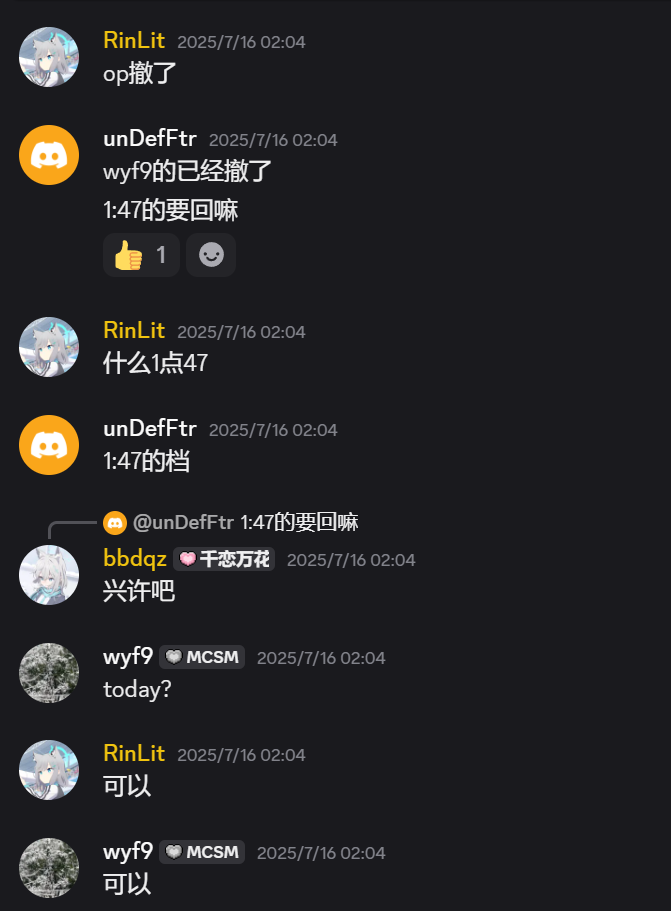 RinLit 2025/7/16 02:04
op撤了
unDefFtr 2025/7/16 02:04
wyf9的已经撤了
1:47的要回嘛
👍 1
RinLit 2025/7/16 02:04
什么1点47
unDefFtr 2025/7/16 02:04
1:47的档
@unDefFtr 1:47的要回嘛
bbdqz 千恋万花 2025/7/16 02:04
兴许吧
wyf9 MCSM 2025/7/16 02:04
today?
RinLit 2025/7/16 02:04
可以
wyf9 MCSM 2025/7/16 02:04
可以